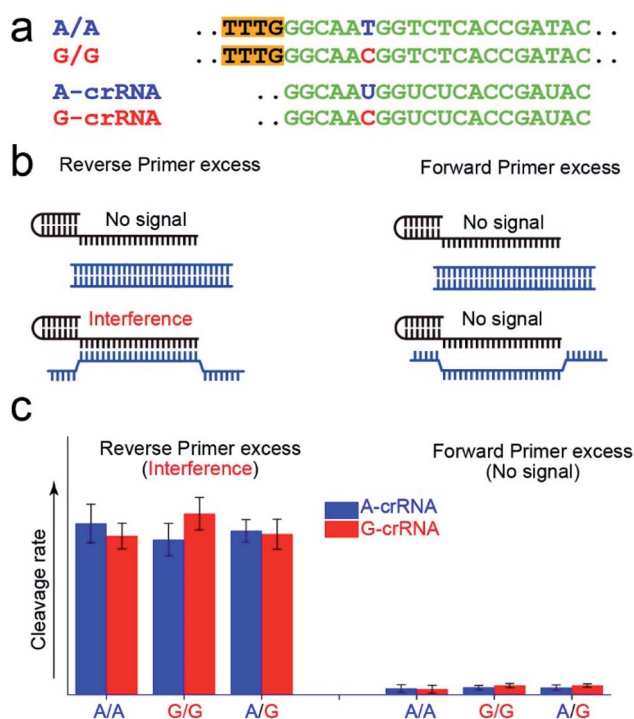 a
A/A ..TTTGGGCAATGGTCTCACCGATAC..
G/G ..TTTGGGCAACGGTCTCACCGATAC..
A-crRNA ..GGCAAUGGUCUCACCGAUAC
G-crRNA ..GGCAACGGUCUCACCGAUAC
b
Reverse Primer excess
No signal
Interference
Forward Primer excess
No signal
No signal
c
Reverse Primer excess
(Interference)
Forward Primer excess
(No signal)
A-crRNA
G-crRNA
Cleavage rate
A/A G/G A/G A/A G/G A/G